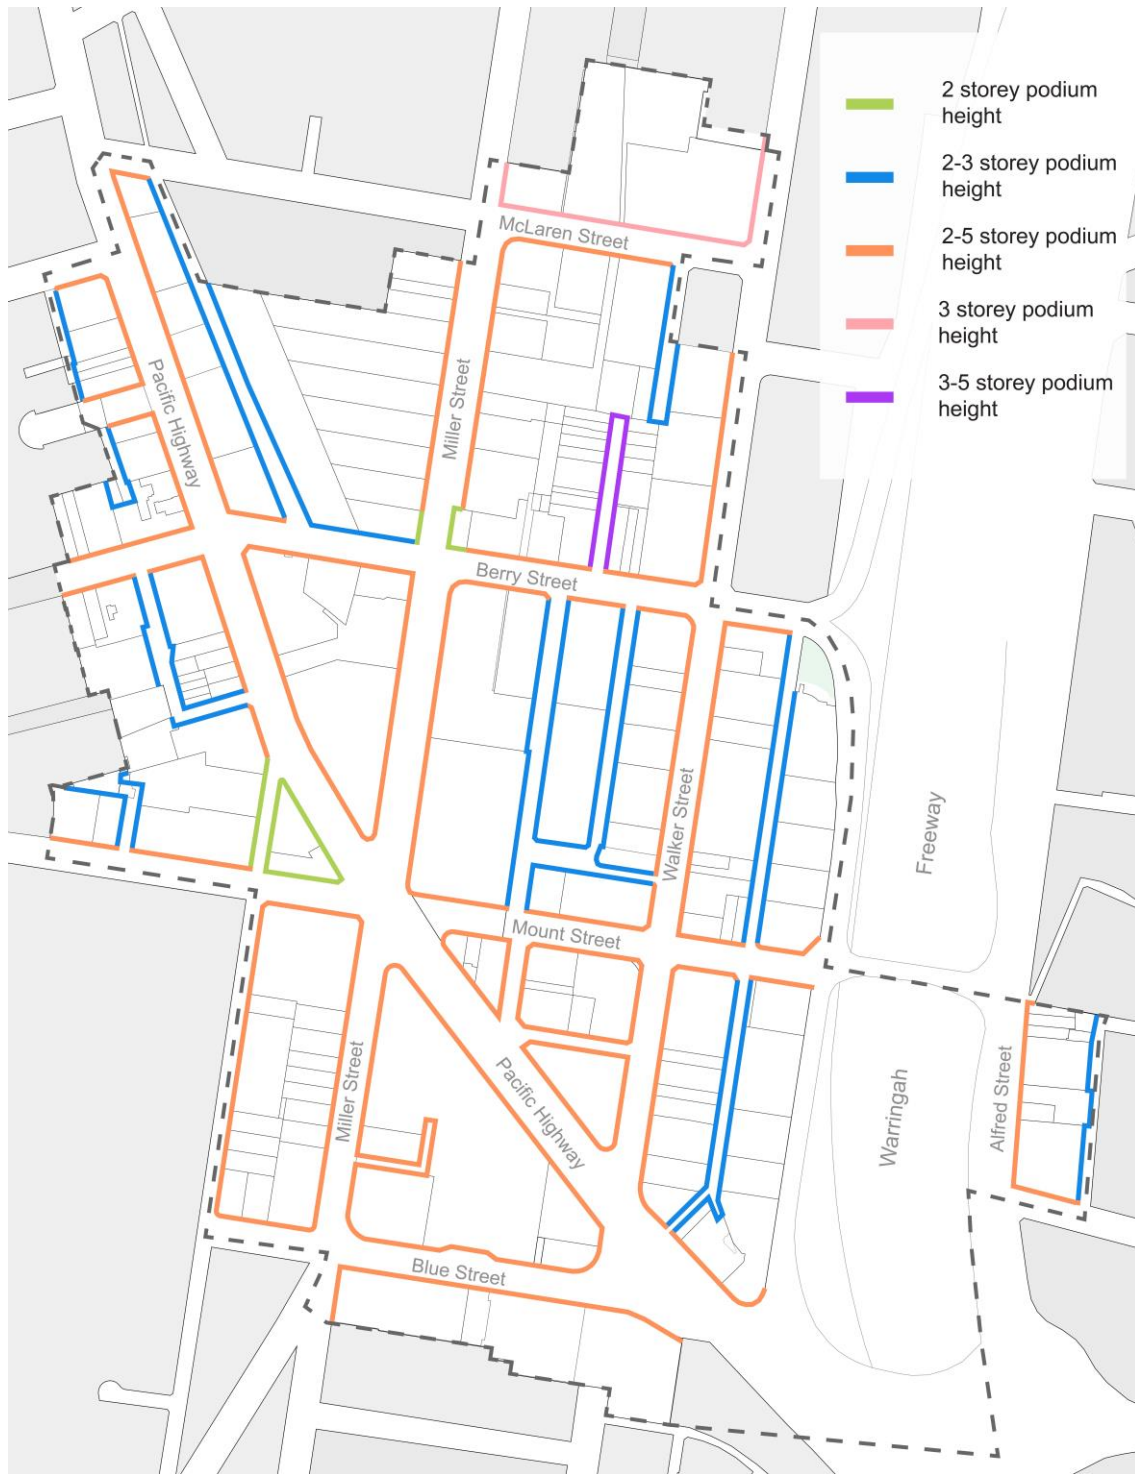 2 storey podium
height
2-3 storey podium
height
2-5 storey podium
height
3 storey podium
height
3-5 storey podium
height
McLaren Street
Pacific Highway
Miller Street
Berry Street
Walker Street
Freeway
Mount Street
Miller Street
Pacific Highway
Warringah
Alfred Street
Blue Street